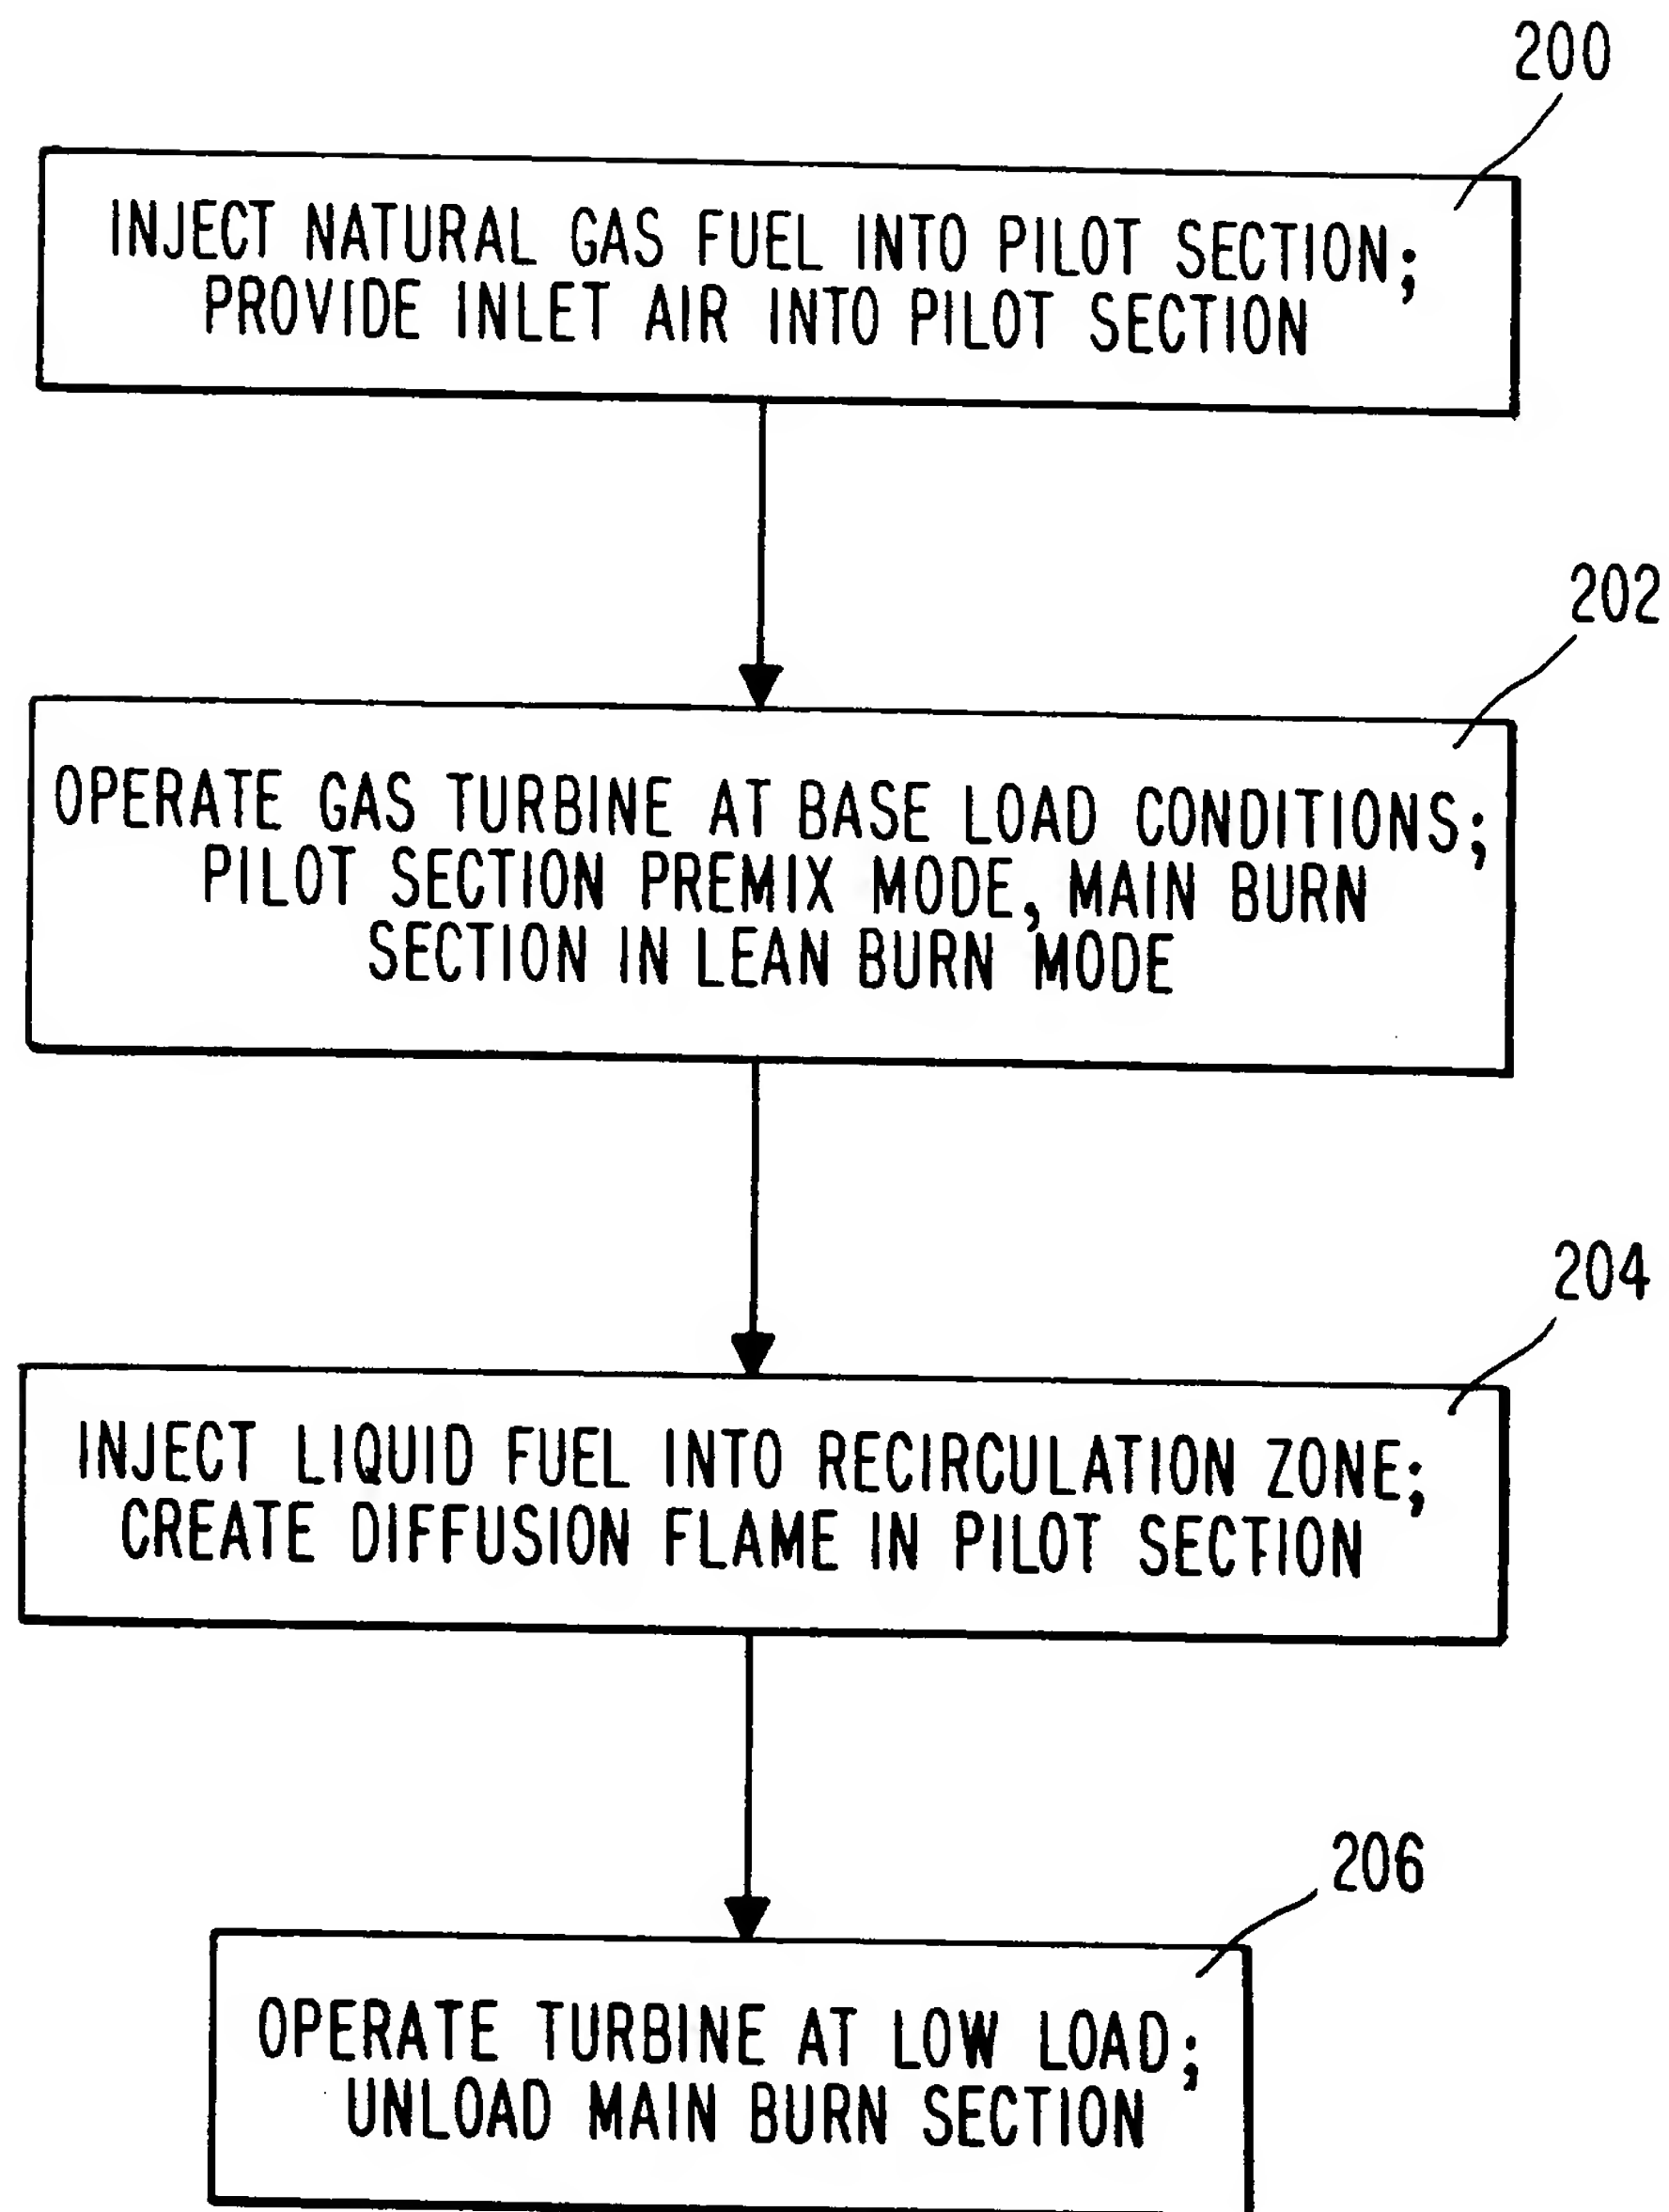 200
INJECT NATURAL GAS FUEL INTO PILOT SECTION;
PROVIDE INLET AIR INTO PILOT SECTION
202
OPERATE GAS TURBINE AT BASE LOAD CONDITIONS;
PILOT SECTION PREMIX MODE, MAIN BURN
SECTION IN LEAN BURN MODE
204
INJECT LIQUID FUEL INTO RECIRCULATION ZONE;
CREATE DIFFUSION FLAME IN PILOT SECTION
206
OPERATE TURBINE AT LOW LOAD;
UNLOAD MAIN BURN SECTION